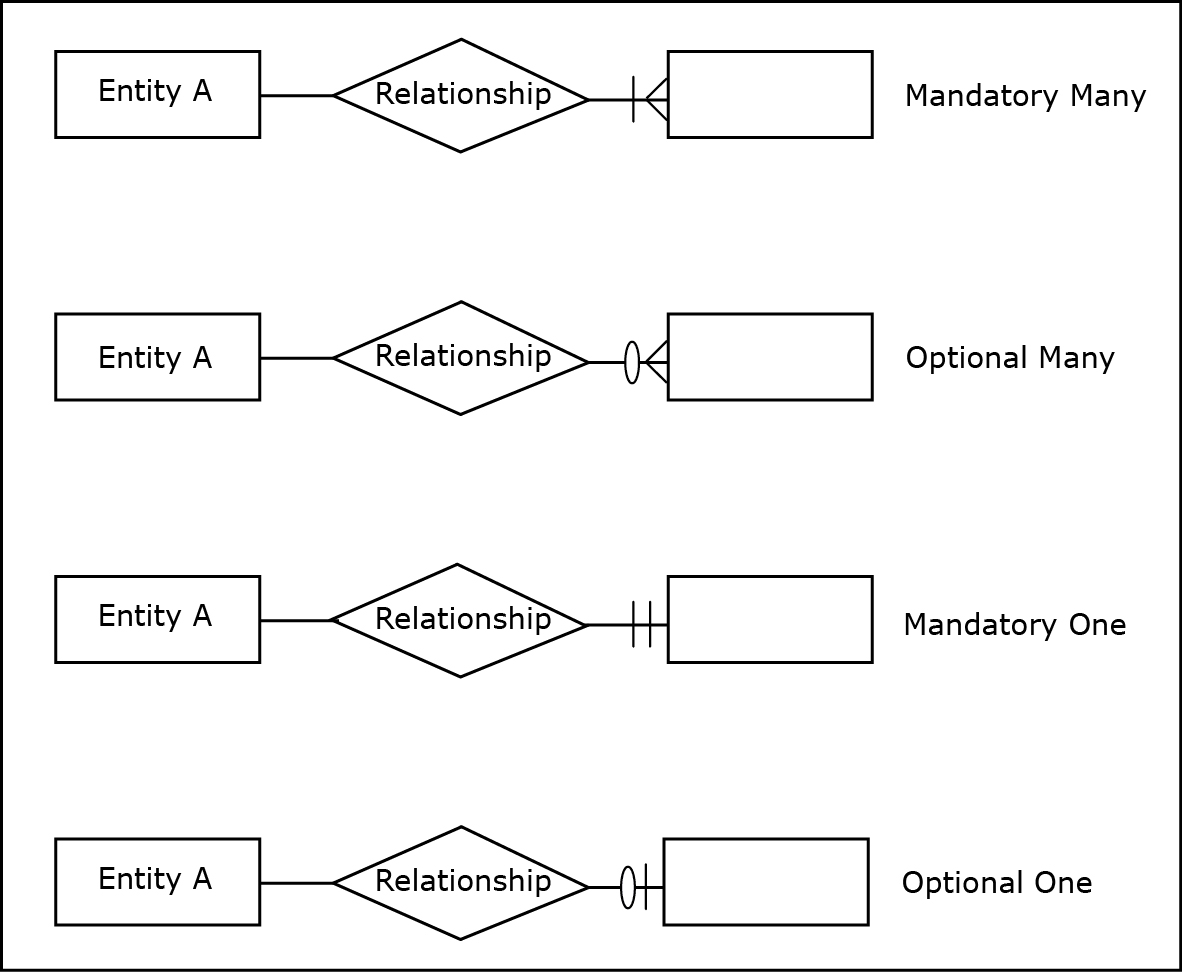 Entity A
Relationship
Mandatory Many
Entity A
Relationship
Optional Many
Entity A
Relationship
Mandatory One
Entity A
Relationship
Optional One